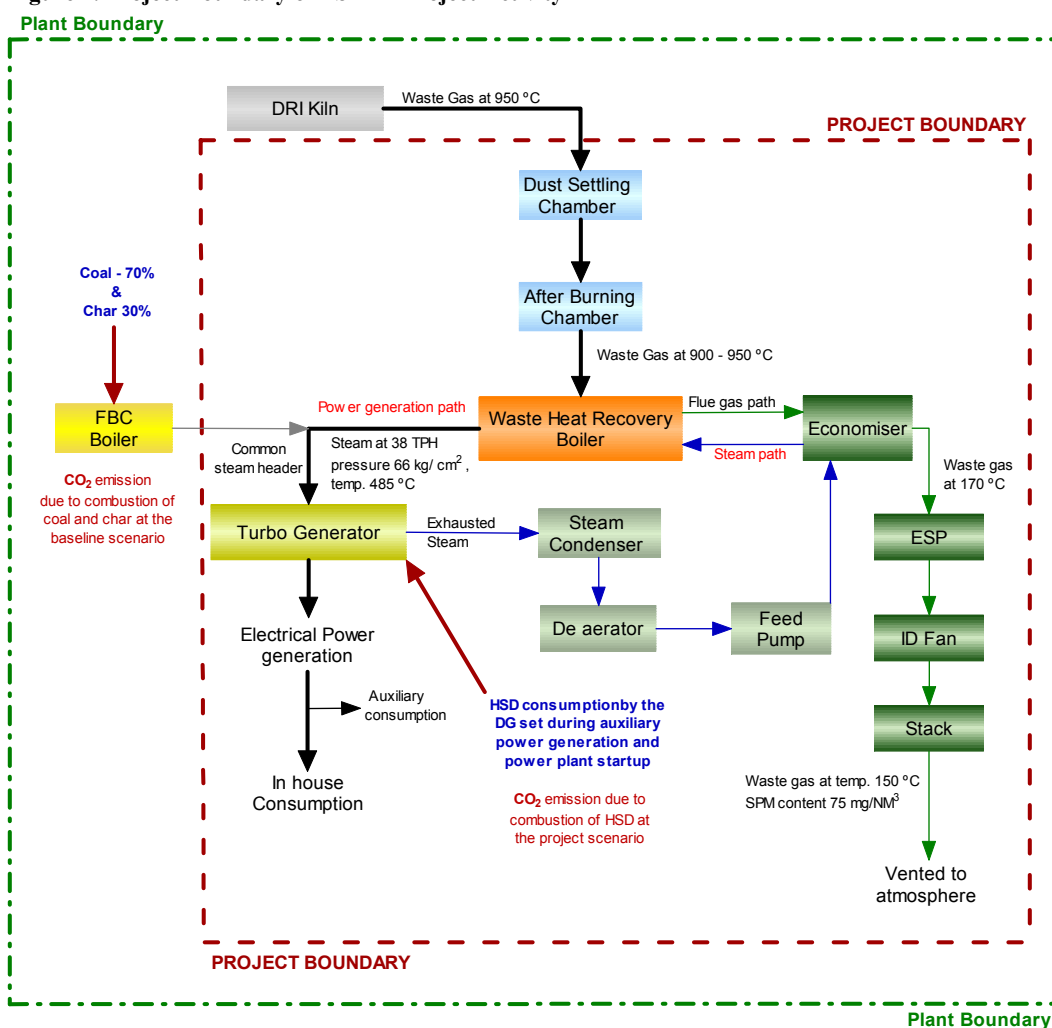 Plant Boundary
DRI Kiln
Waste Gas at 950 ºC
PROJECT BOUNDARY
Dust Settling
Chamber
Coal - 70%
&
Char 30%
After Burning
Chamber
Waste Gas at 900 - 950 ºC
FBC
Boiler
Power generation path
Waste Heat Recovery
Boiler
Flue gas path
Steam path
Economiser
Common
steam header
Steam at 38 TPH
pressure 66 kg/ cm², 
temp. 485 ºC
Waste gas
at 170 ºC
CO₂ emission
due to combustion of
coal and char at the
baseline scenario
Turbo Generator
Exhausted
Steam
Steam
Condenser
ESP
De aerator
Feed
Pump
ID Fan
Electrical Power
generation
Auxiliary
consumption
HSD consumptionby the
DG set during auxiliary
power generation and
power plant startup
Stack
In house
Consumption
CO₂ emission due to
combustion of HSD at
the project scenario
Waste gas at temp. 150 ºC
SPM content 75 mg/NM³
Vented to
atmosphere
PROJECT BOUNDARY
Plant Boundary